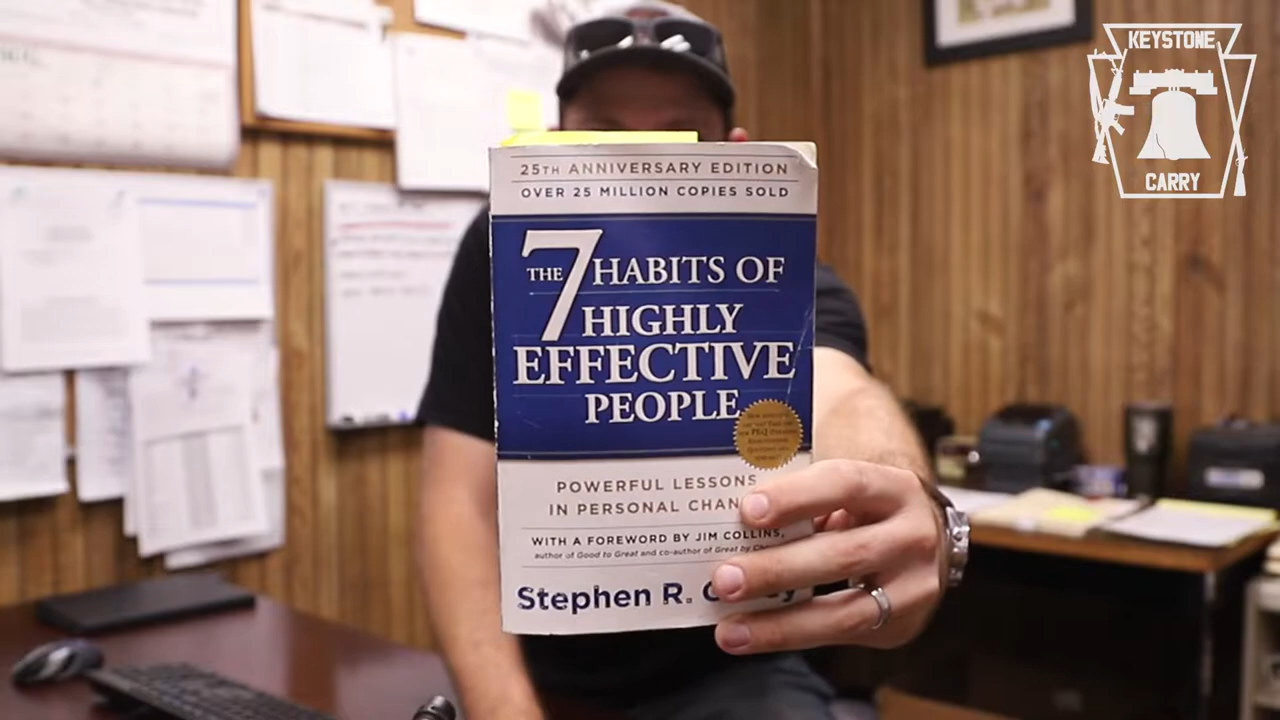 KEYSTONE
CARRY
25TH ANNIVERSARY EDITION
OVER 25 MILLION COPIES SOLD
THE 7 HABITS OF
HIGHLY
EFFECTIVE
PEOPLE
POWERFUL LESSONS
IN PERSONAL
WITH A FOREWORD BY JIM COLLINS,
author of Good to Great and co-author of Great by
Stephen R.